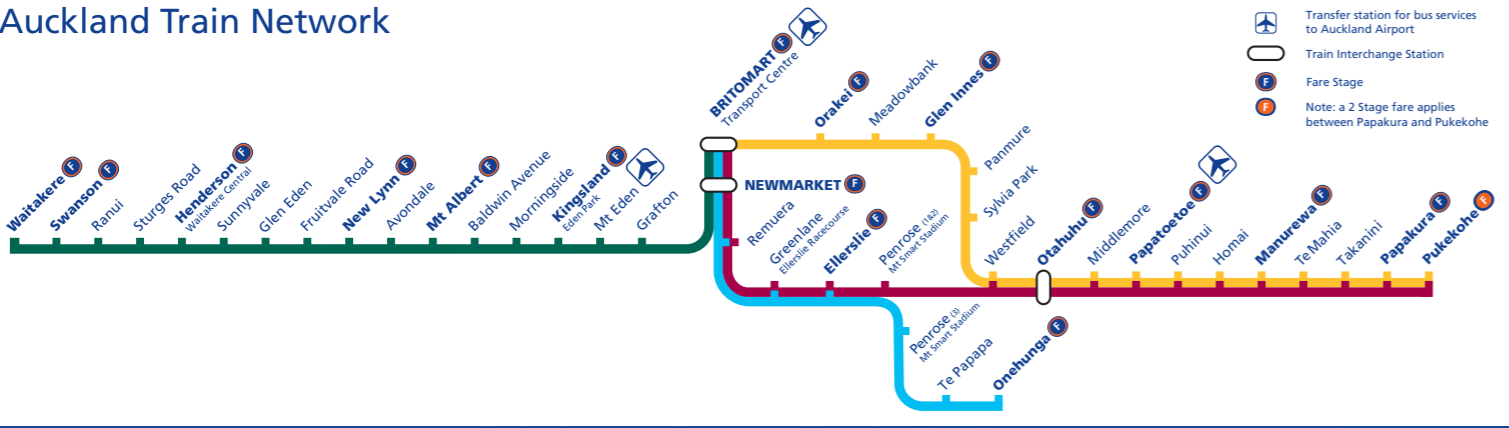 Auckland Train Network
Transfer station for bus services
to Auckland Airport
Train Interchange Station
F
Fare Stage
F
Note: a 2 Stage fare applies
between Papakura and Pukekohe
Waitakere F
Swanson F
Ranui
Sturges Road
Henderson F
Waitakere Central
Sunnyvale
Glen Eden
Fruitvale Road
New Lynn F
Avondale
Mt Albert F
Baldwin Avenue
Morningside
Kingsland F
Eden Park
Mt Eden
Grafton
BRITOMART F
Transport Centre
NEWMARKET F
Orakei F
Meadowbank
Glen Innes F
Panmure
Sylvia Park
Remuera
Greenlane
Ellerslie Racecourse
Ellerslie F
Penrose (1&2)
Mt Smart Stadium
Westfield
Otahuhu F
Middlemore
Papatoetoe F
Puhinui
Homai
Manurewa F
TeMahia
Takanini
Papakura F
Pukekohe F
Penrose (3)
Mt Smart Stadium
Te Papapa
Onehunga F